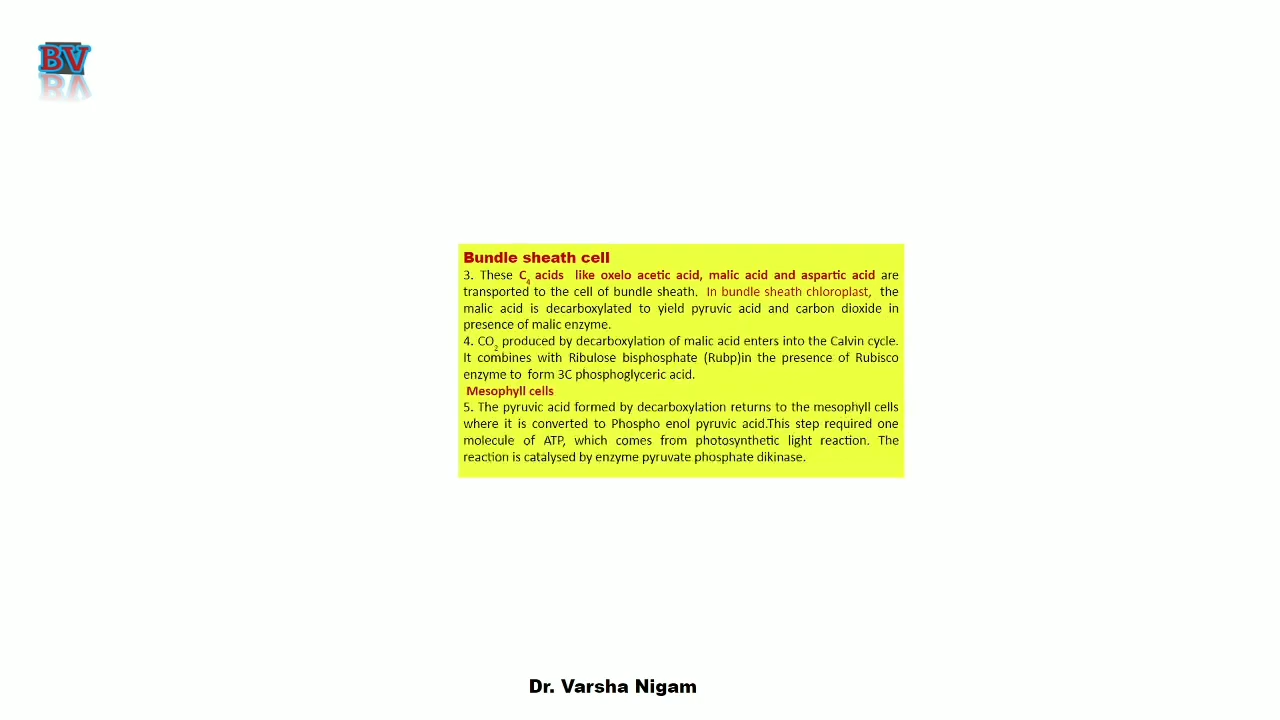 BV
Bundle sheath cell
3. These C4 acids like oxelo acetic acid, malic acid and aspartic acid are
transported to the cell of bundle sheath. In bundle sheath chloroplast, the
malic acid is decarboxylated to yield pyruvic acid and carbon dioxide in
presence of malic enzyme.
4. CO2 produced by decarboxylation of malic acid enters into the Calvin cycle.
It combines with Ribulose bisphosphate (Rubp)in the presence of Rubisco
enzyme to form 3C phosphoglyceric acid.
Mesophyll cells
5. The pyruvic acid formed by decarboxylation returns to the mesophyll cells
where it is converted to Phospho enol pyruvic acid.This step required one
molecule of ATP, which comes from photosynthetic light reaction. The
reaction is catalysed by enzyme pyruvate phosphate dikinase.
Dr. Varsha Nigam